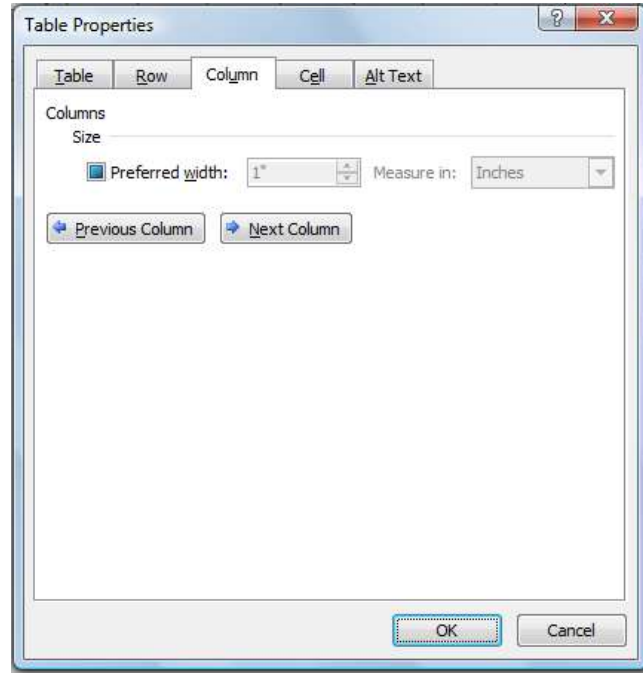 Table Properties
Table Row Column Cell Alt Text
Columns
Size
Preferred width: 1" Measure in: Inches
Previous Column Next Column
OK Cancel